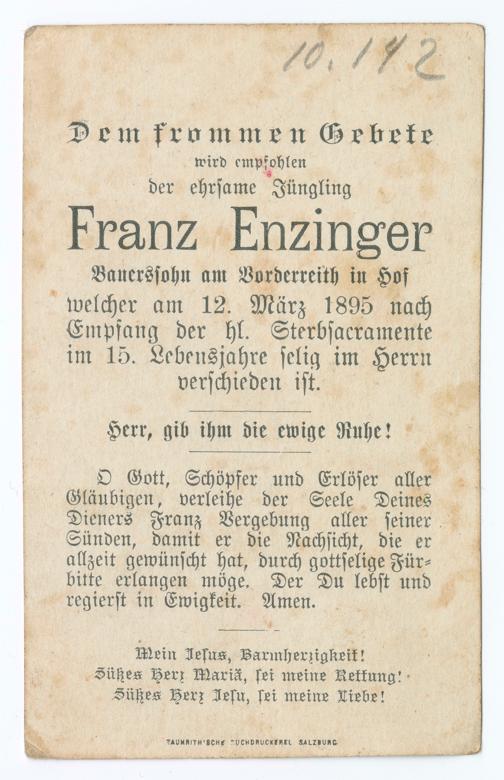 10.142
Dem frommen Gebete
wird empfohlen
der ehrsame Jüngling
Franz Enzinger
Bauerssohn am Vorderreith in Hof
welcher am 12. März 1895 nach
Empfang der hl. Sterbsacramente
im 15. Lebensjahre selig im Herrn
verschieden ist.
Herr, gib ihm die ewige Ruhe!
O Gott, Schöpfer und Erlöser aller
Gläubigen, verleihe der Seele Deines
Dieners Franz Vergebung aller seiner
Sünden, damit er die Nachsicht, die er
allzeit gewünscht hat, durch gottselige Für-
bitte erlangen möge. Der Du lebst und
regierst in Ewigkeit. Amen.
Mein Jesus, Barmherzigkeit!
Süßes Herz Mariä, sei meine Rettung!
Süßes Herz Jesu, sei meine Liebe!
TAUMRITH'SCHE BUCHDRUCKEREI SALZBURG